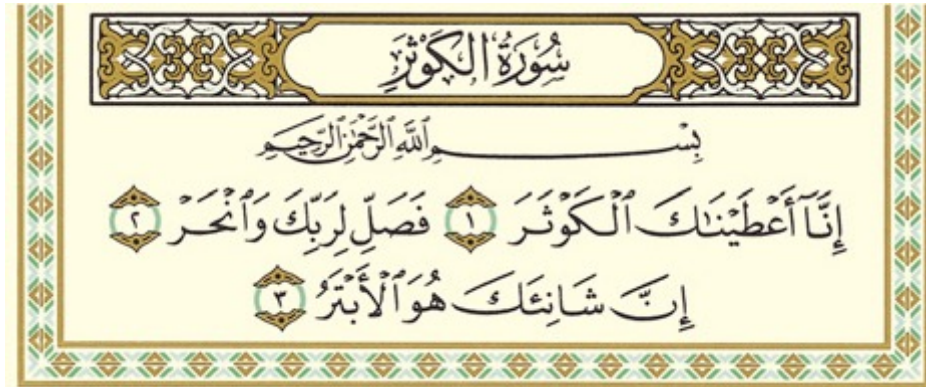 سُورَةُ الكَوْثَرِ
بِسْمِ ٱللَّهِ ٱلرَّحْمَٰنِ ٱلرَّحِيمِ
إِنَّآ أَعْطَيْنَٰكَ ٱلْكَوْثَرَ ١ فَصَلِّ لِرَبِّكَ وَٱنْحَرْ ٢
إِنَّ شَانِئَكَ هُوَ ٱلْأَبْتَرُ ٣